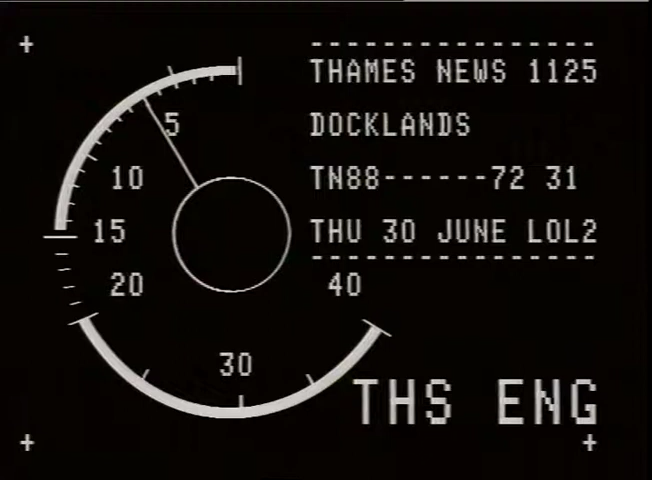 THAMES NEWS 1125
DOCKLANDS
TN88------72 31
THU 30 JUNE LOL2
5
10
15
20
30
40
THS ENG